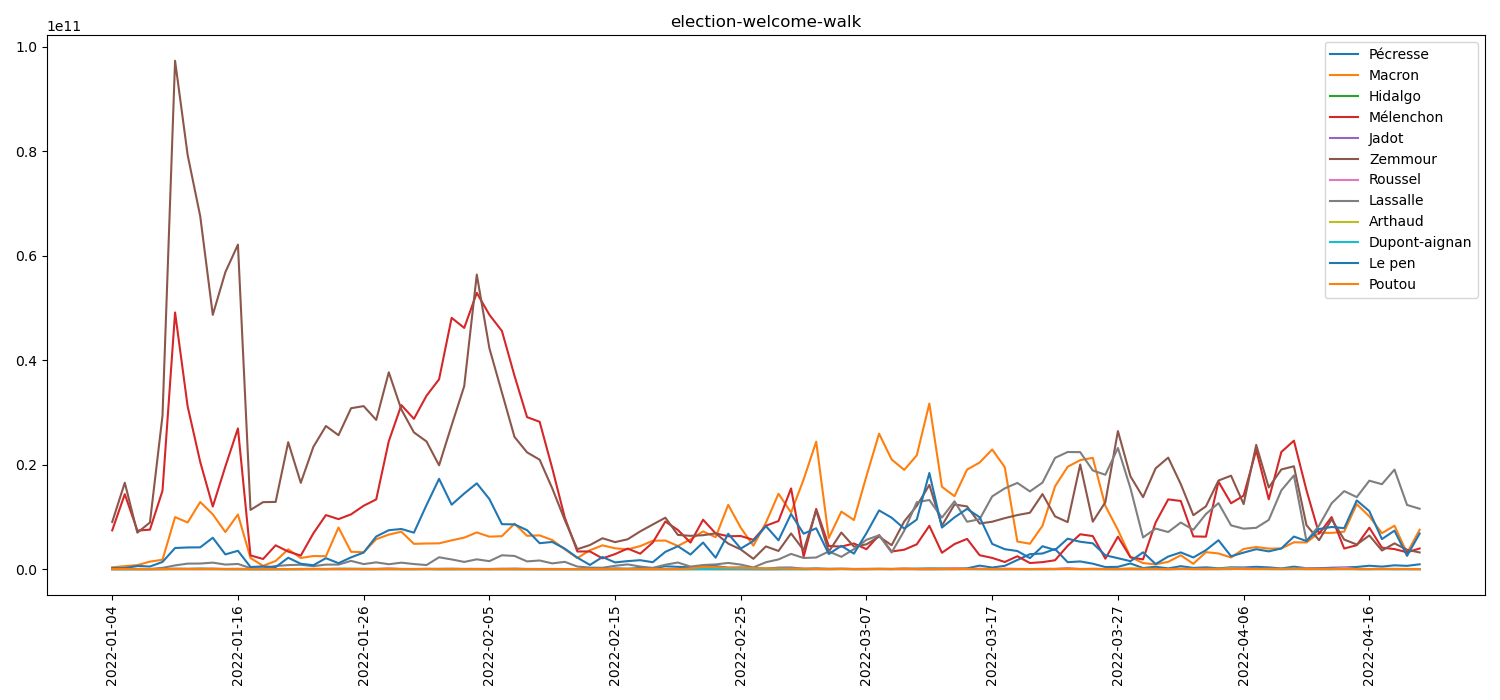 election-welcome-walk
1e11
1.0
0.8
0.6
0.4
0.2
0.0
Pécresse
Macron
Hidalgo
Mélenchon
Jadot
Zemmour
Roussel
Lassalle
Arthaud
Dupont-aignan
Le pen
Poutou
2022-01-04
2022-01-16
2022-01-26
2022-02-05
2022-02-15
2022-02-25
2022-03-07
2022-03-17
2022-03-27
2022-04-06
2022-04-16